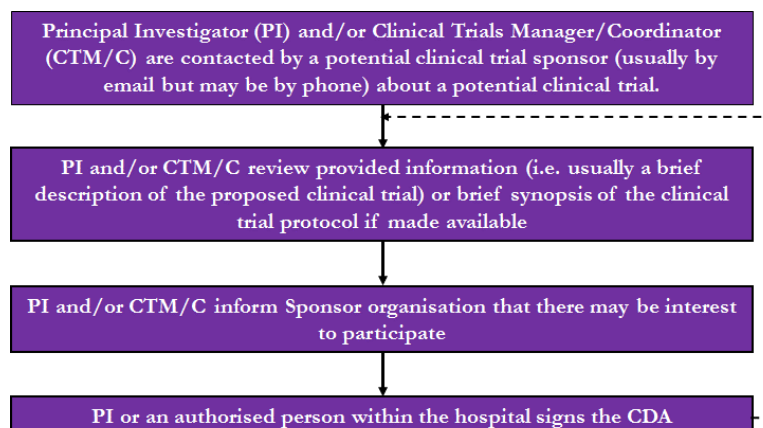 Principal Investigator (PI) and/or Clinical Trials Manager/Coordinator
(CTM/C) are contacted by a potential clinical trial sponsor (usually by
email but may be by phone) about a potential clinical trial.
PI and/or CTM/C review provided information (i.e. usually a brief
description of the proposed clinical trial) or brief synopsis of the clinical
trial protocol if made available
PI and/or CTM/C inform Sponsor organisation that there may be interest
to participate
PI or an authorised person within the hospital signs the CDA